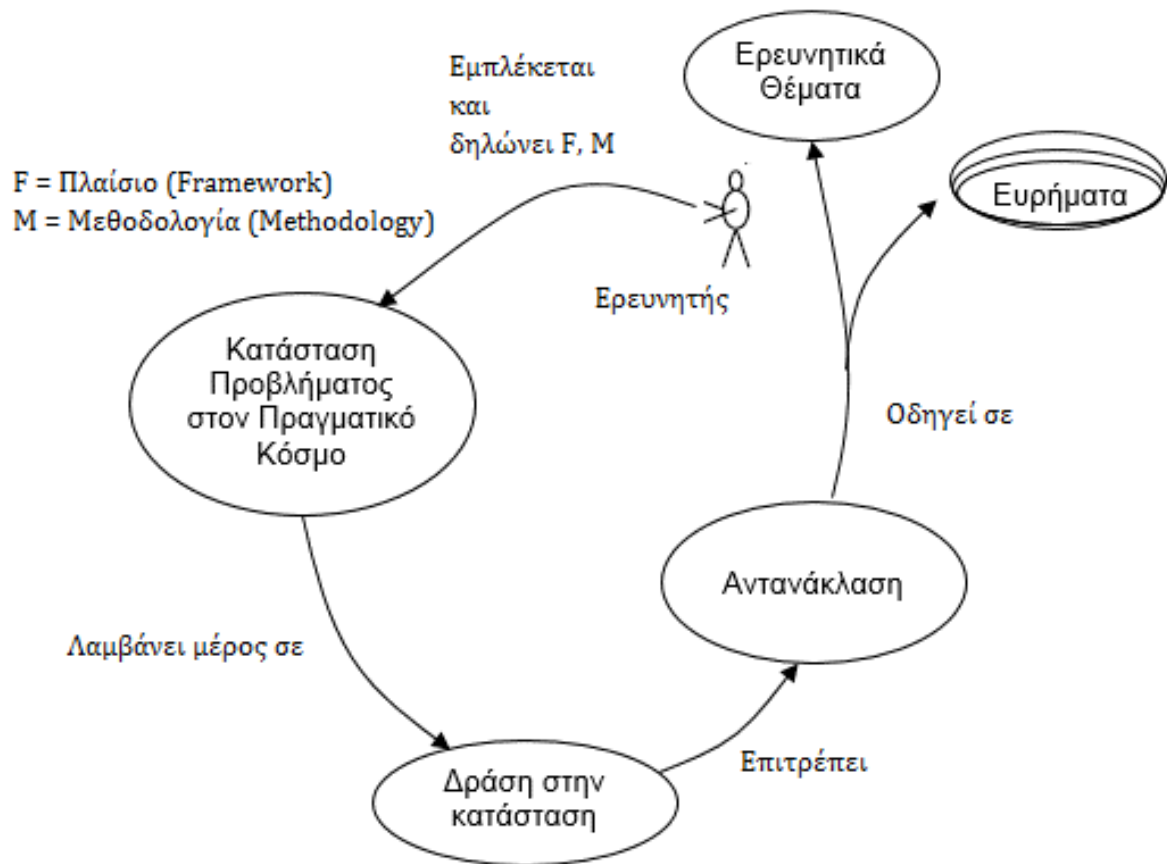 Ερευνητικά
Θέματα
Εμπλέκεται
και
δηλώνει F, M
F = Πλαίσιο (Framework)
M = Μεθοδολογία (Methodology)
Ευρήματα
Ερευνητής
Κατάσταση
Προβλήματος
στον Πραγματικό
Κόσμο
Οδηγεί σε
Αντανάκλαση
Λαμβάνει μέρος σε
Επιτρέπει
Δράση στην
κατάσταση